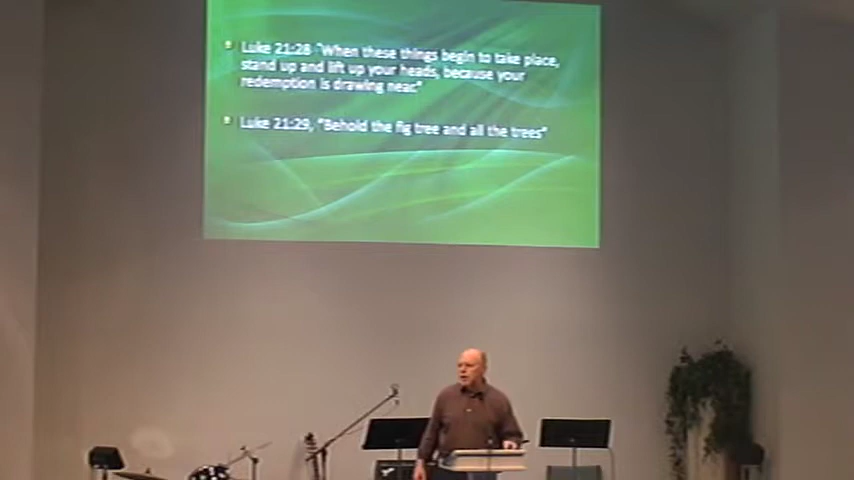 Luke 21:28 "When these things begin to take place,
stand up and lift up your heads, because your
redemption is drawing near."
Luke 21:29, "Behold the fig tree and all the trees"